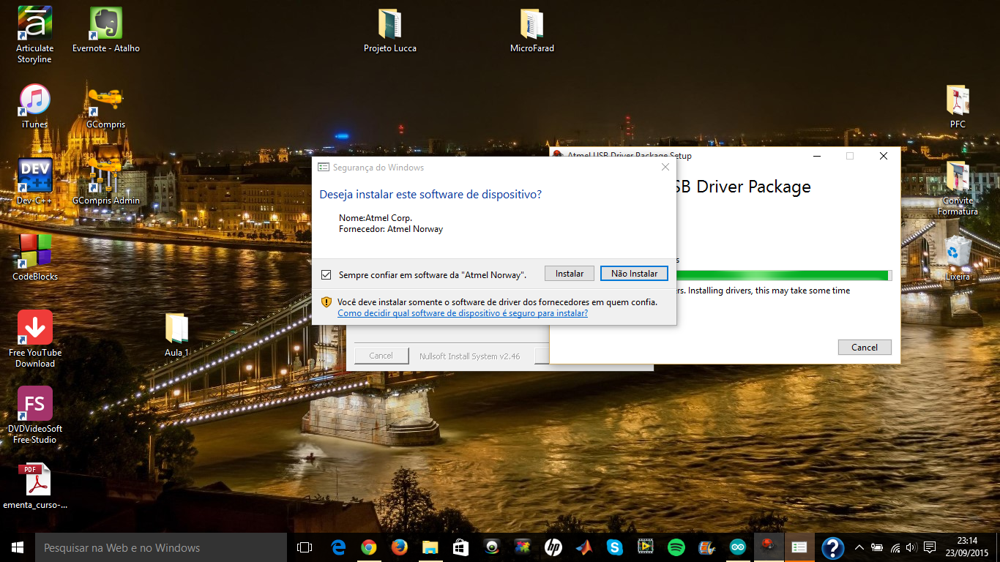 Articulate
Storyline
Evernote - Atalho
Projeto Lucca
MicroFarad
iTunes
GCompris
PFC
DEV
C++
Dev-C++
GCompris Admin
Convite
Formatura
CodeBlocks
Lixeira
Free YouTube
Download
Aula 1
FS
DVDVideoSoft
Free Studio
PDF
ementa_curso-...
Atmel USB Driver Package Setup
SB Driver Package
s
rs. Installing drivers, this may take some time
Cancel
Segurança do Windows
Deseja instalar este software de dispositivo?
Nome:Atmel Corp.
Fornecedor: Atmel Norway
Sempre confiar em software da "Atmel Norway".
Instalar
Não Instalar
Você deve instalar somente o software de driver dos fornecedores em quem confia.
Como decidir qual software de dispositivo é seguro para instalar?
Cancel
Nullsoft Install System v2.46
Pesquisar na Web e no Windows
23:14
23/09/2015